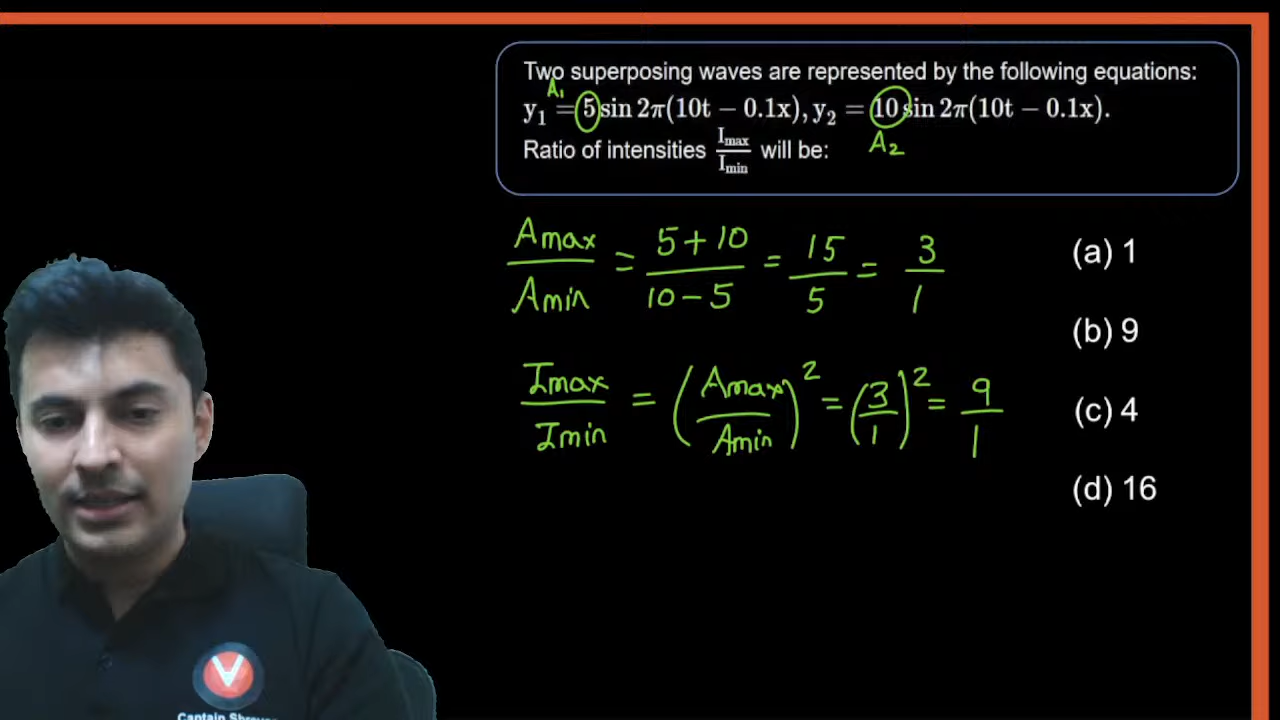 Two superposing waves are represented by the following equations:
A₁
y₁ = 5 sin 2π(10t − 0.1x), y₂ = 10 sin 2π(10t − 0.1x).
A₂
Ratio of intensities Imax/Imin will be:
Amax/Amin = (5+10)/(10−5) = 15/5 = 3/1
(a) 1
(b) 9
Imax/Imin = (Amax/Amin)² = (3/1)² = 9/1
(c) 4
(d) 16
V
Captain